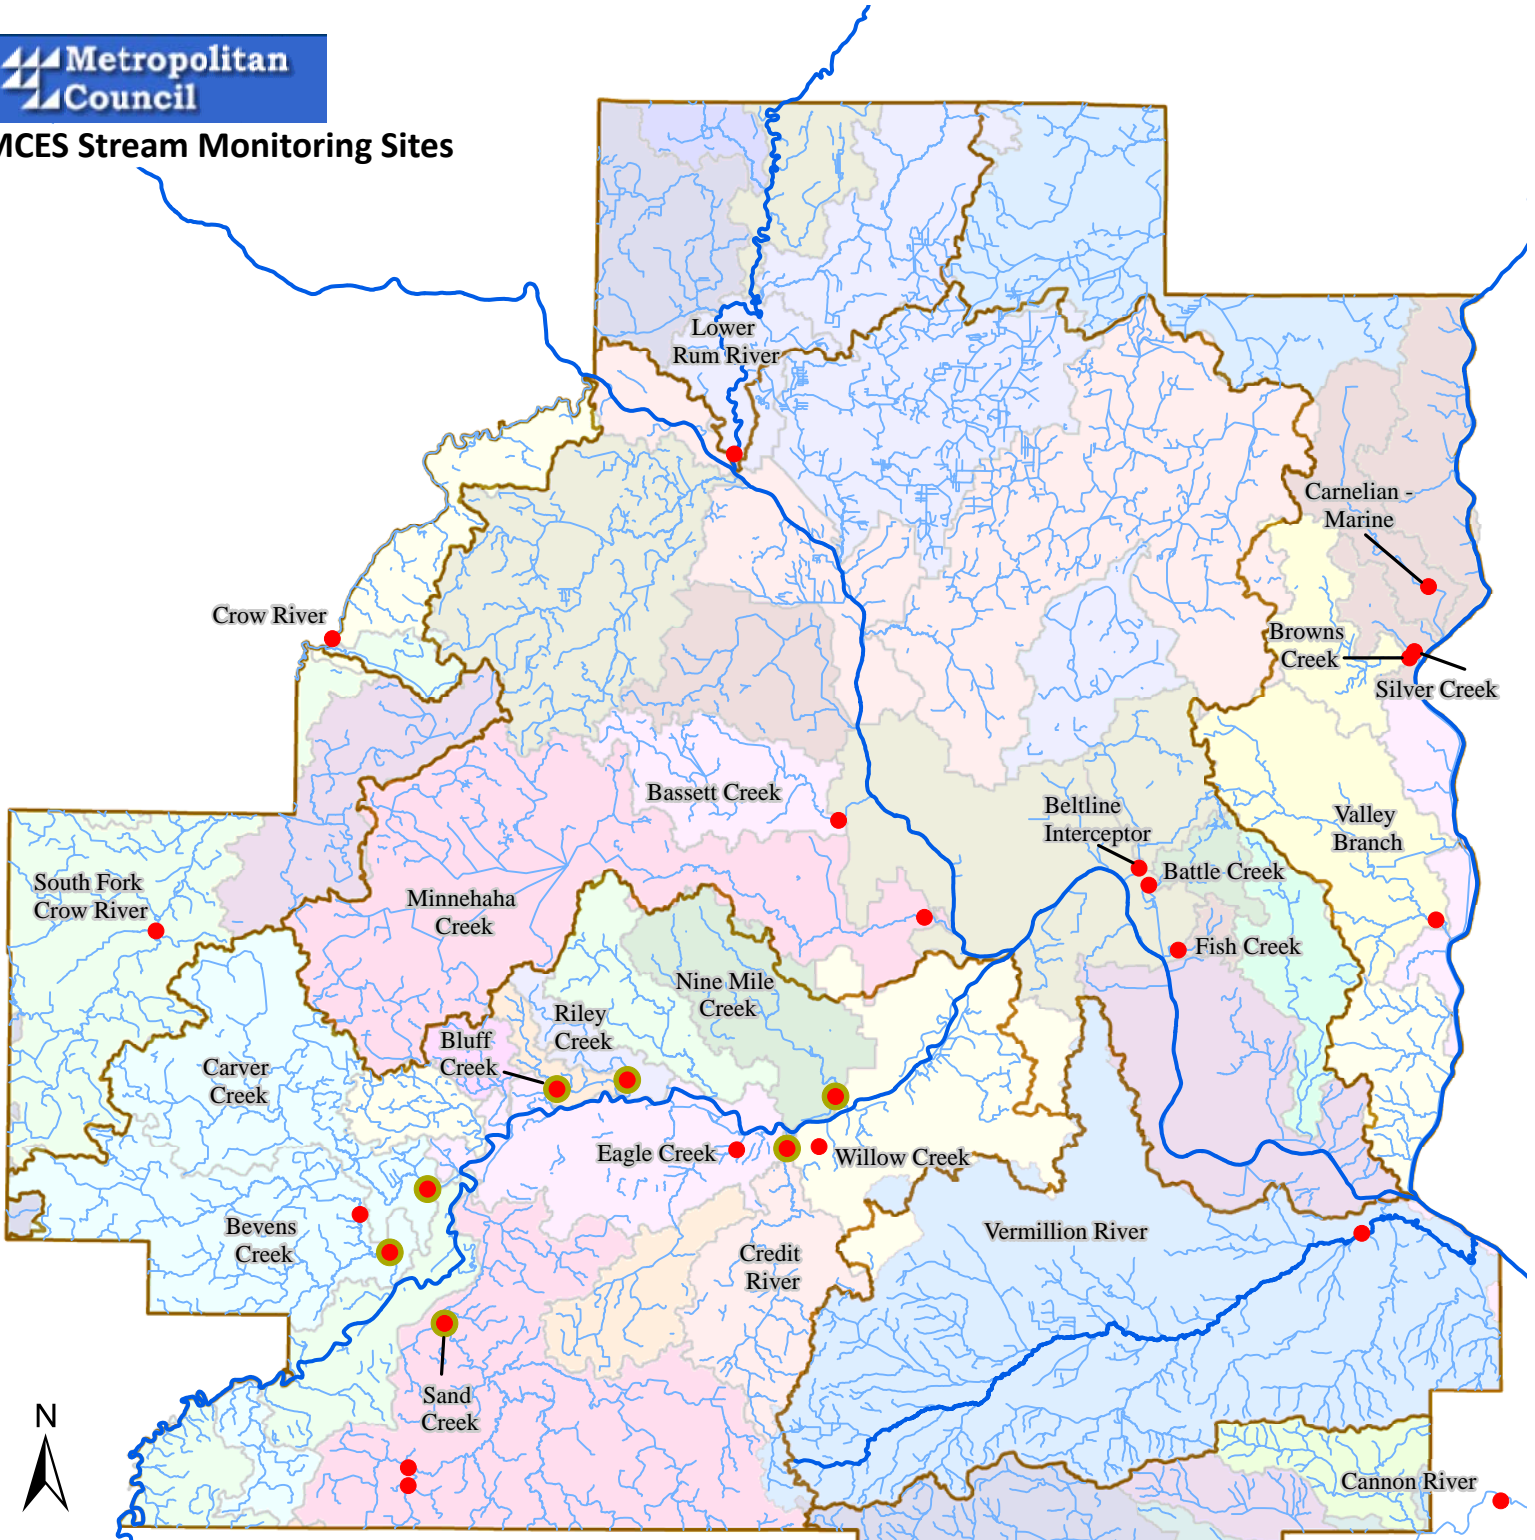 Metropolitan
Council
MCES Stream Monitoring Sites
Lower
Rum River
Carnelian -
Marine
Crow River
Browns
Creek
Silver Creek
Bassett Creek
Beltline
Interceptor
Valley
Branch
Battle Creek
South Fork
Crow River
Minnehaha
Creek
Fish Creek
Nine Mile
Creek
Riley
Creek
Bluff
Creek
Carver
Creek
Eagle Creek
Willow Creek
Bevens
Creek
Vermillion River
Credit
River
Sand
Creek
N
Cannon River